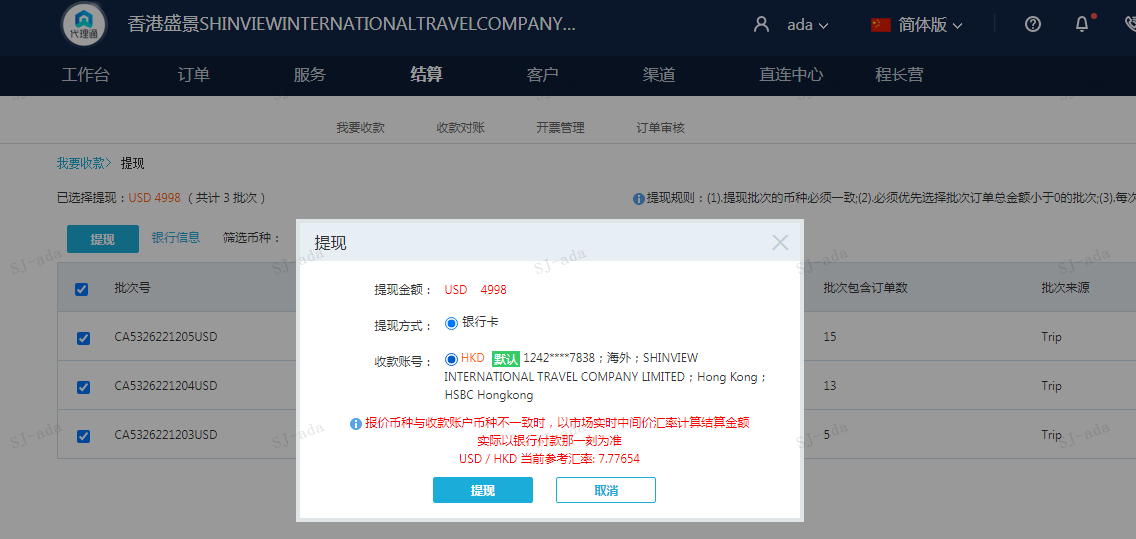 代理通
香港盛景SHINVIEWINTERNATIONALTRAVELCOMPANY...
ada
简体版
工作台 订单 服务 结算 客户 渠道 直连中心 程长营
我要收款 收款对账 开票管理 订单审核
我要收款> 提现
已选择提现：USD 4998 （共计 3 批次）
提现规则：(1).提现批次的币种必须一致;(2).必须优先选择批次订单总金额小于0的批次;(3).每次
提现 银行信息 筛选币种：
批次号 批次包含订单数 批次来源
CA5326221205USD 15 Trip
CA5326221204USD 13 Trip
CA5326221203USD 5 Trip
提现
提现金额： USD 4998
提现方式： 银行卡
收款账号： HKD 默认 1242****7838；海外；SHINVIEW
INTERNATIONAL TRAVEL COMPANY LIMITED；Hong Kong；
HSBC Hongkong
报价币种与收款账户币种不一致时，以市场实时中间价汇率计算结算金额
实际以银行付款那一刻为准
USD / HKD 当前参考汇率: 7.77654
提现 取消
SJ-ada
SJ-ada
SJ-ada
SJ-ada
SJ-ada
SJ-ada
SJ-ada
SJ-ada